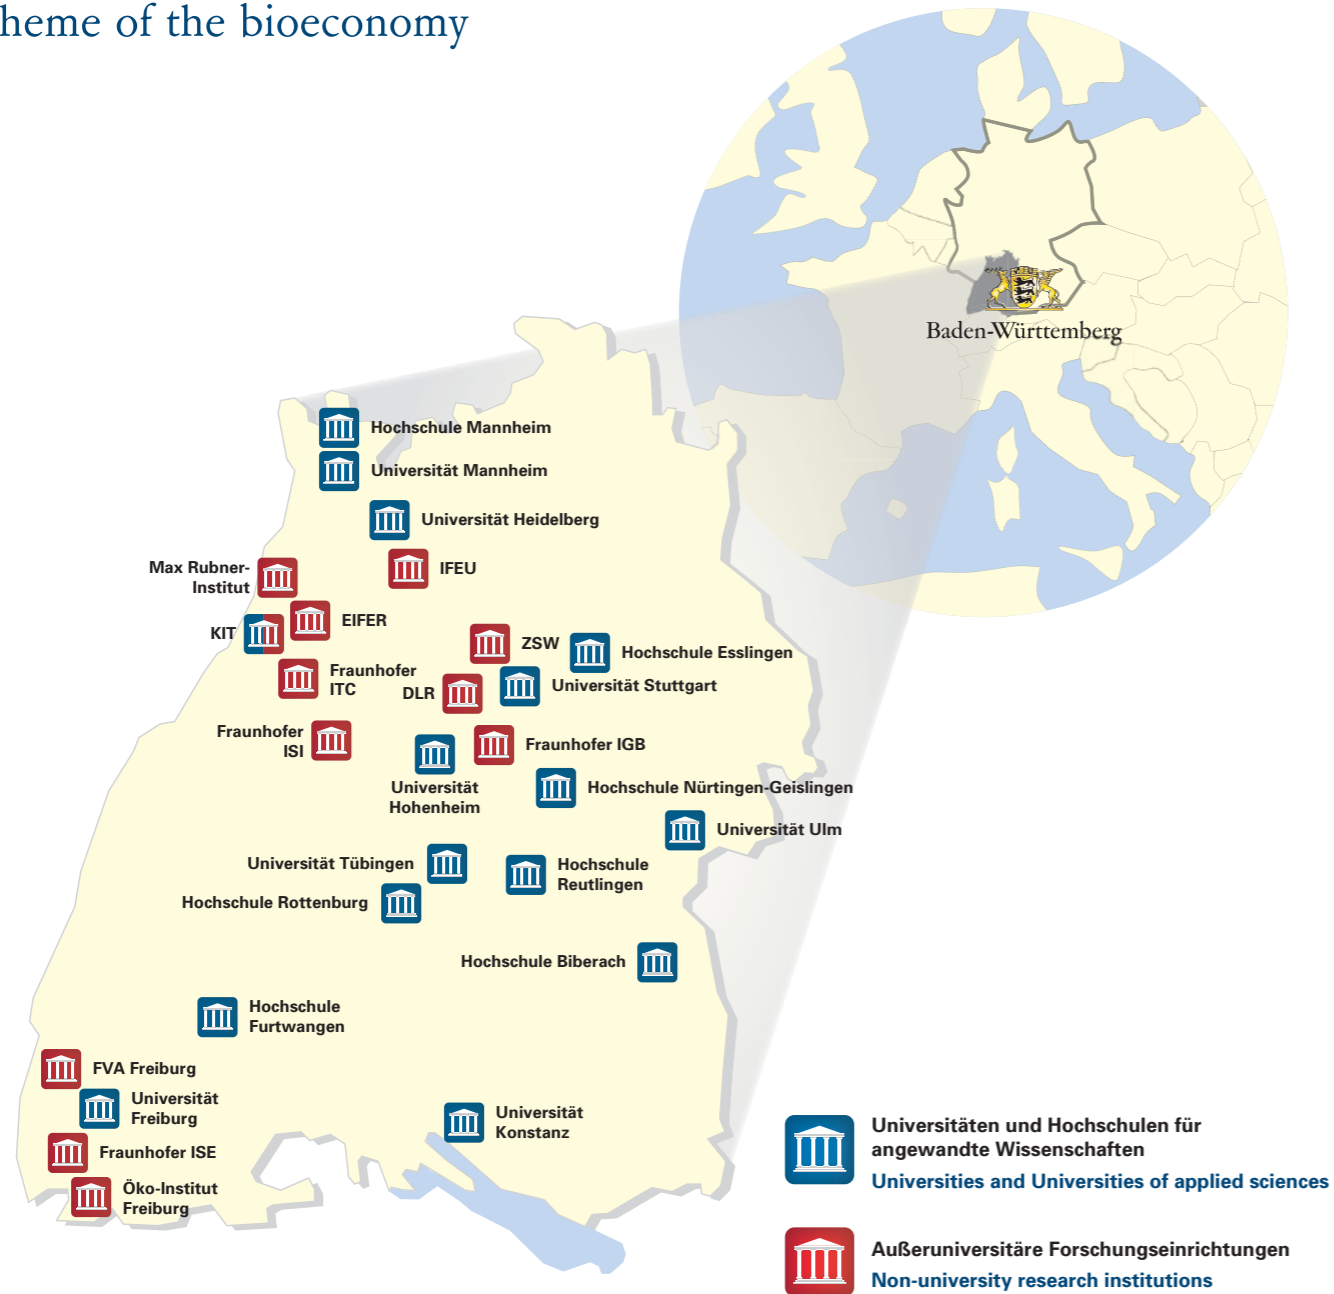 heme of the bioeconomy
Baden-Württemberg
Hochschule Mannheim
Universität Mannheim
Universität Heidelberg
IFEU
Max Rubner-
Institut
EIFER
KIT
ZSW
Hochschule Esslingen
Fraunhofer
ITC
DLR
Universität Stuttgart
Fraunhofer
ISI
Fraunhofer IGB
Universität
Hohenheim
Hochschule Nürtingen-Geislingen
Universität Ulm
Universität Tübingen
Hochschule
Reutlingen
Hochschule Rottenburg
Hochschule Biberach
Hochschule
Furtwangen
FVA Freiburg
Universität
Freiburg
Universität
Konstanz
Fraunhofer ISE
Öko-Institut
Freiburg
Universitäten und Hochschulen für
angewandte Wissenschaften
Universities and Universities of applied sciences
Außeruniversitäre Forschungseinrichtungen
Non-university research institutions